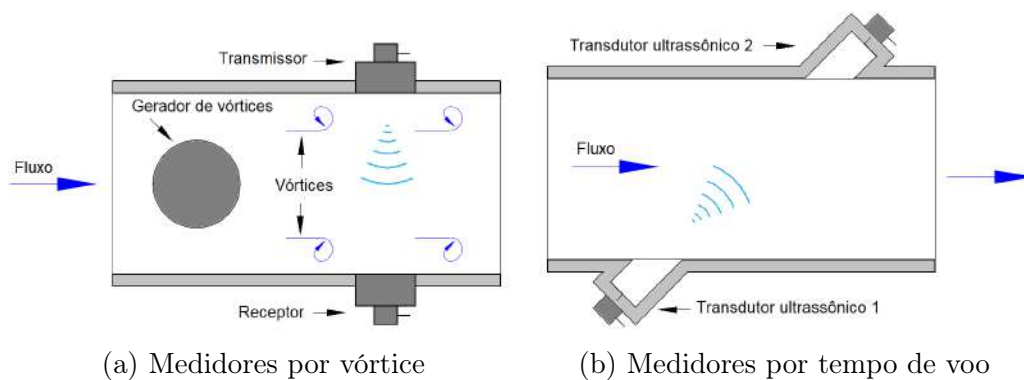 Transmissor
Gerador de vórtices
Fluxo
Vórtices
Receptor
(a) Medidores por vórtice
Transdutor ultrassônico 2
Fluxo
Transdutor ultrassônico 1
(b) Medidores por tempo de voo